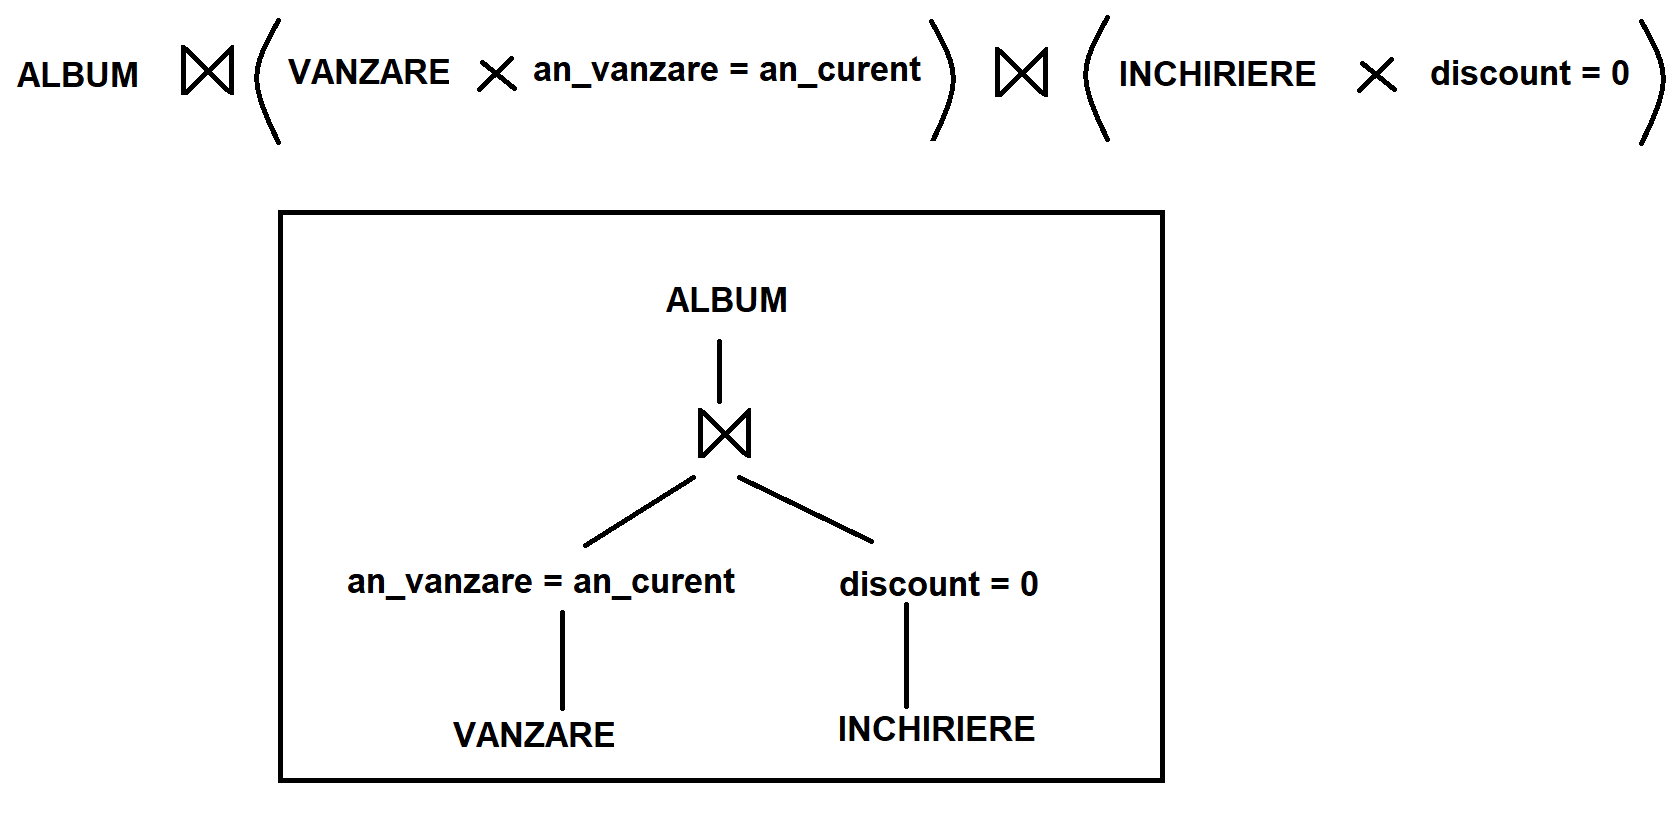 ALBUM ⋈ ( VANZARE × an_vanzare = an_curent ) ⋈ ( INCHIRIERE × discount = 0 )
ALBUM
⋈
an_vanzare = an_curent discount = 0
VANZARE INCHIRIERE